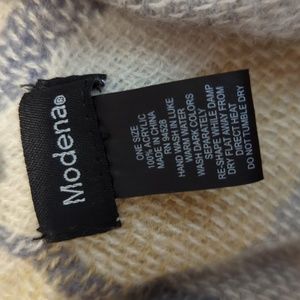 Modena®
ONE SIZE
100% ACRYLIC
MADE IN CHINA
RN 94528
HAND WASH IN LUKE
WARM WATER
WASH DARK COLORS
SEPARATELY
RE-SHAPE WHILE DAMP
DRY FLAT AWAY FROM
DIRECT HEAT
DO NOT TUMBLE DRY